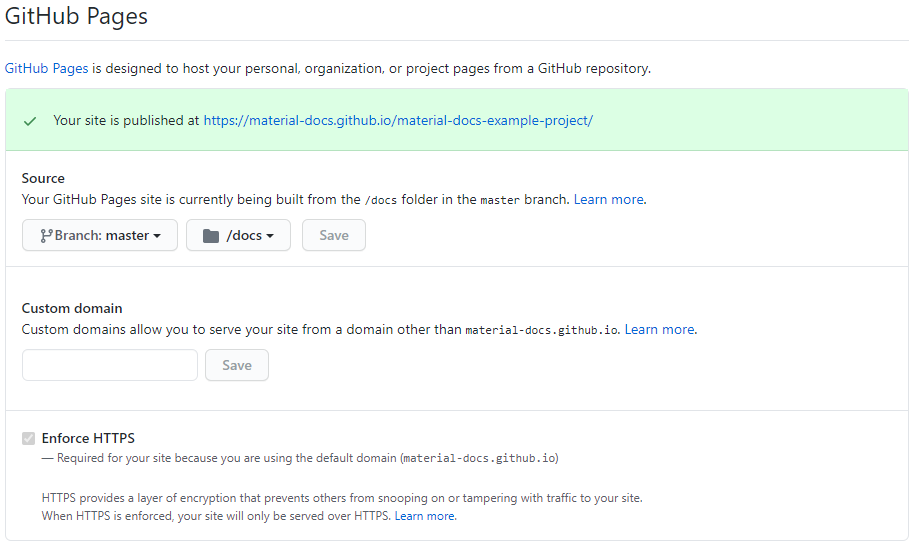 GitHub Pages
GitHub Pages is designed to host your personal, organization, or project pages from a GitHub repository.
Your site is published at https://material-docs.github.io/material-docs-example-project/
Source
Your GitHub Pages site is currently being built from the /docs folder in the master branch. Learn more.
Branch: master /docs Save
Custom domain
Custom domains allow you to serve your site from a domain other than material-docs.github.io. Learn more.
Save
Enforce HTTPS
— Required for your site because you are using the default domain (material-docs.github.io)
HTTPS provides a layer of encryption that prevents others from snooping on or tampering with traffic to your site.
When HTTPS is enforced, your site will only be served over HTTPS. Learn more.